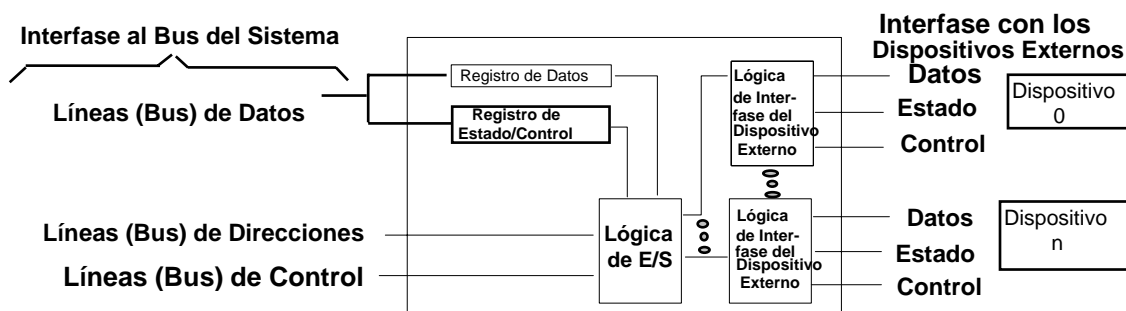 Interfase al Bus del Sistema
Líneas (Bus) de Datos
Líneas (Bus) de Direcciones
Líneas (Bus) de Control
Registro de Datos
Registro de
Estado/Control
Lógica
de E/S
Lógica
de Inter-
fase del
Dispositivo
Externo
Lógica
de Inter-
fase del
Dispositivo
Externo
Interfase con los
Dispositivos Externos
Datos
Estado
Control
Dispositivo
0
Datos
Estado
Control
Dispositivo
n